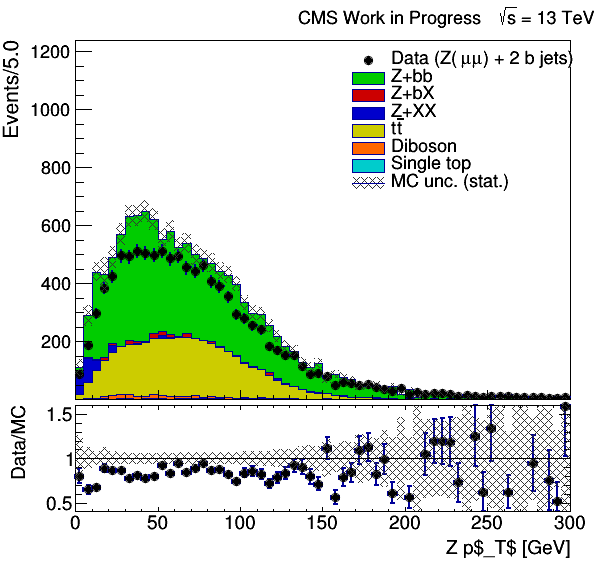 CMS Work in Progress √s = 13 TeV
Events/5.0
1200
1000
800
600
400
200
Data (Z(μμ) + 2 b jets)
Z+bb
Z+bX
Z+XX
tt̅
Diboson
Single top
MC unc. (stat.)
Data/MC
1.5
1
0.5
0 50 100 150 200 250 300
Z p$_T$ [GeV]